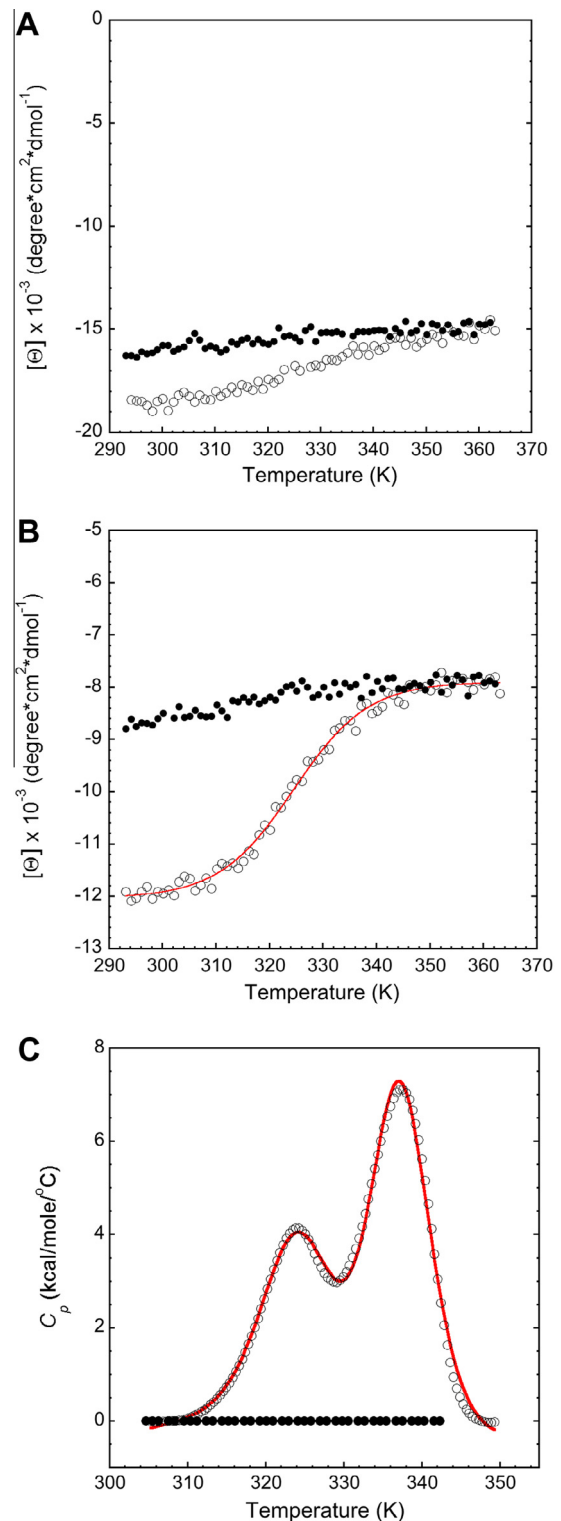 A
0
-5
-10
-15
-20
[Θ] x 10⁻³ (degree*cm²*dmol⁻¹)
290 300 310 320 330 340 350 360 370
Temperature (K)
B
-5
-6
-7
-8
-9
-10
-11
-12
-13
[Θ] x 10⁻³ (degree*cm²*dmol⁻¹)
290 300 310 320 330 340 350 360 370
Temperature (K)
C
8
6
4
2
0
Cₚ (kcal/mole/°C)
300 310 320 330 340 350
Temperature (K)